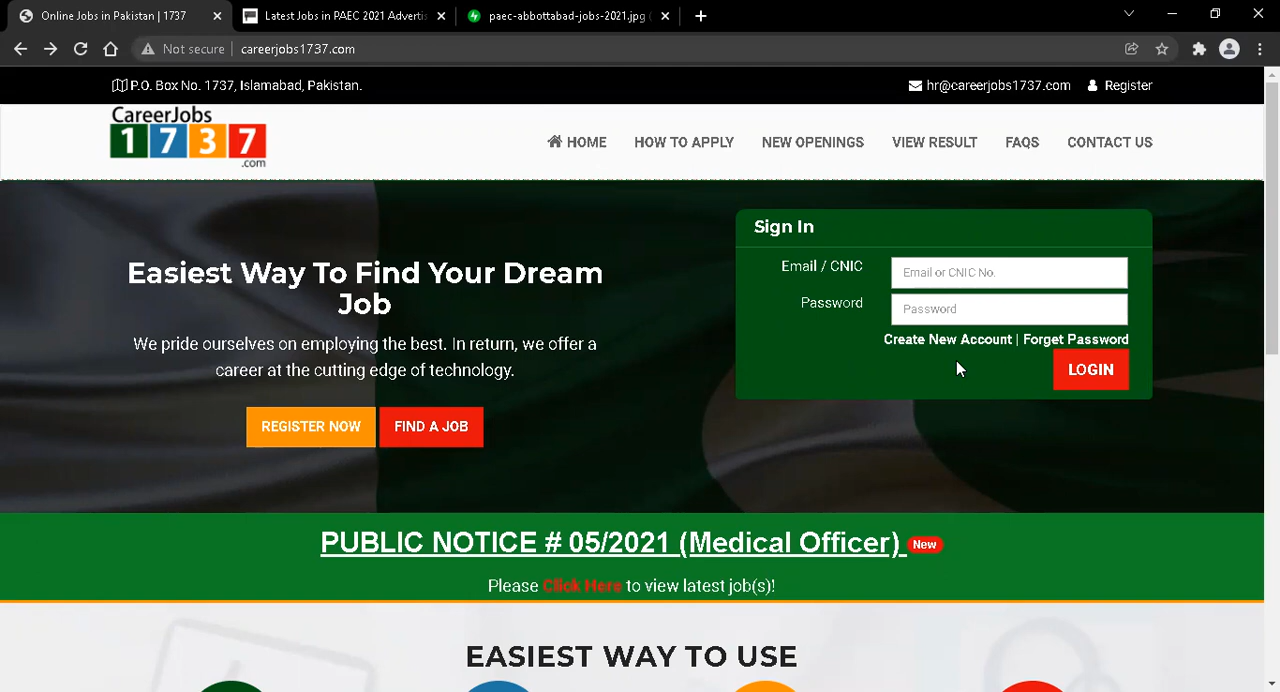 Online Jobs in Pakistan | 1737
Latest Jobs in PAEC 2021 Advertis
paec-abbottabad-jobs-2021.jpg (
Not secure
careerjobs1737.com
P.O. Box No. 1737, Islamabad, Pakistan.
hr@careerjobs1737.com
Register
CareerJobs
1737
.com
HOME
HOW TO APPLY
NEW OPENINGS
VIEW RESULT
FAQS
CONTACT US
Sign In
Email / CNIC
Email or CNIC No.
Password
Password
Create New Account | Forget Password
LOGIN
Easiest Way To Find Your Dream
Job
We pride ourselves on employing the best. In return, we offer a
career at the cutting edge of technology.
REGISTER NOW
FIND A JOB
PUBLIC NOTICE # 05/2021 (Medical Officer) New
Please Click Here to view latest job(s)!
EASIEST WAY TO USE